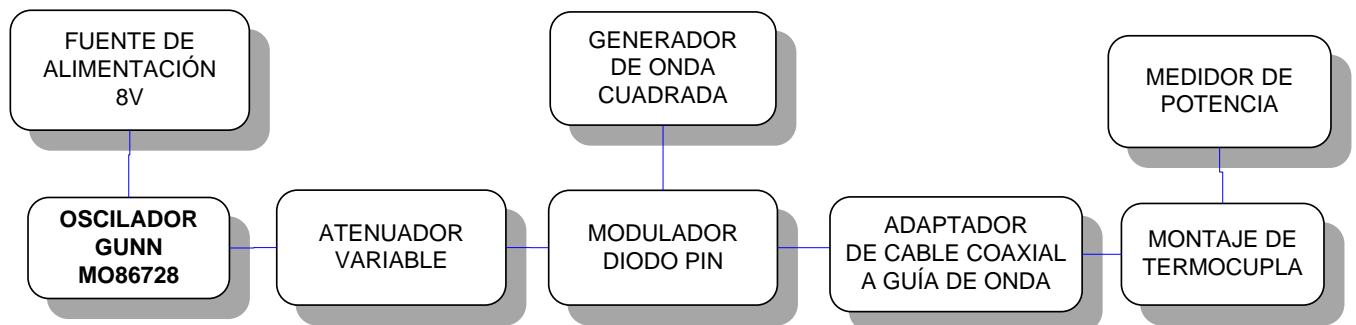 FUENTE DE
ALIMENTACIÓN
8V
GENERADOR
DE ONDA
CUADRADA
MEDIDOR DE
POTENCIA
OSCILADOR
GUNN
MO86728
ATENUADOR
VARIABLE
MODULADOR
DIODO PIN
ADAPTADOR
DE CABLE COAXIAL
A GUÍA DE ONDA
MONTAJE DE
TERMOCUPLA